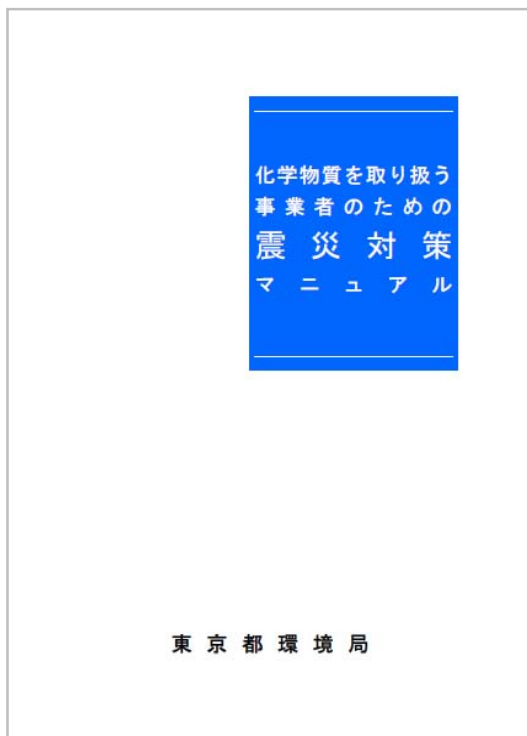 化学物質を取り扱う
事業者のための
震災対策
マニュアル
東京都環境局